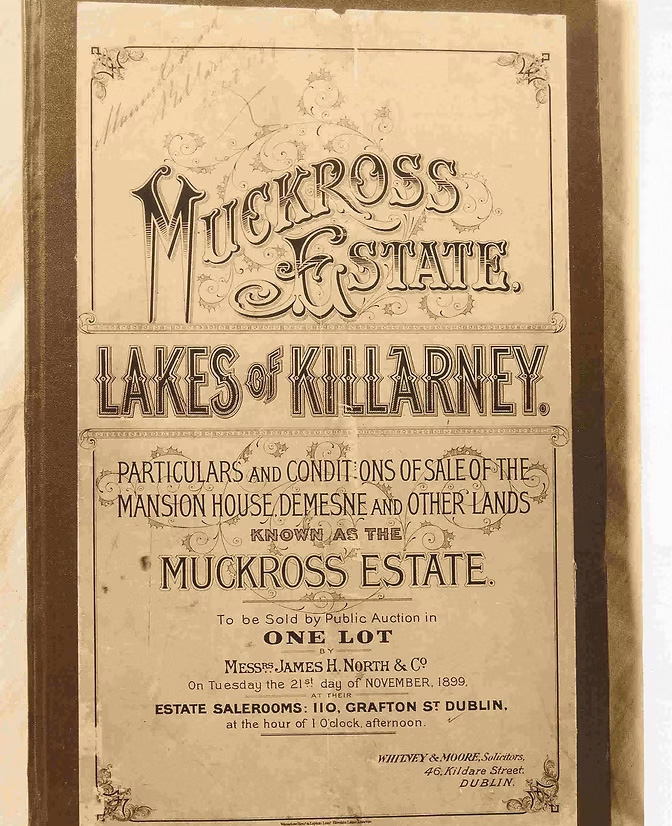 MUCKROSS
ESTATE.
LAKES OF KILLARNEY.
PARTICULARS AND CONDITIONS OF SALE OF THE
MANSION HOUSE, DEMESNE AND OTHER LANDS
KNOWN AS THE
MUCKROSS ESTATE.
To be Sold by Public Auction in
ONE LOT
BY
MESSRS JAMES H. NORTH & CO
On Tuesday the 21st day of NOVEMBER, 1899,
AT THEIR
ESTATE SALEROOMS: 110, GRAFTON ST DUBLIN,
at the hour of 1 O'clock, afternoon.
WHITNEY & MOORE, Solicitors,
46, Kildare Street,
DUBLIN.